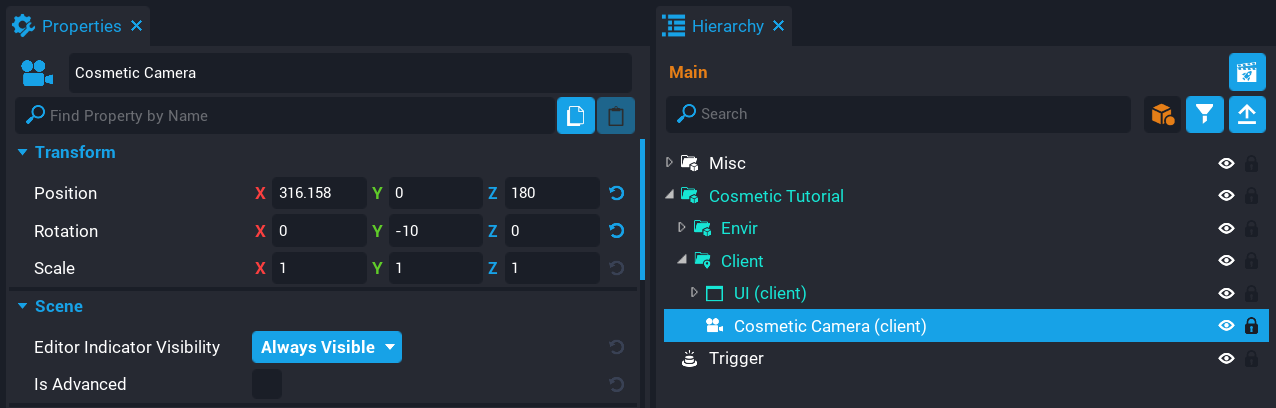 Properties
Cosmetic Camera
Find Property by Name
Transform
Position X 316.158 Y 0 Z 180
Rotation X 0 Y -10 Z 0
Scale X 1 Y 1 Z 1
Scene
Editor Indicator Visibility Always Visible
Is Advanced
Hierarchy
Main
Search
Misc
Cosmetic Tutorial
Envir
Client
UI (client)
Cosmetic Camera (client)
Trigger